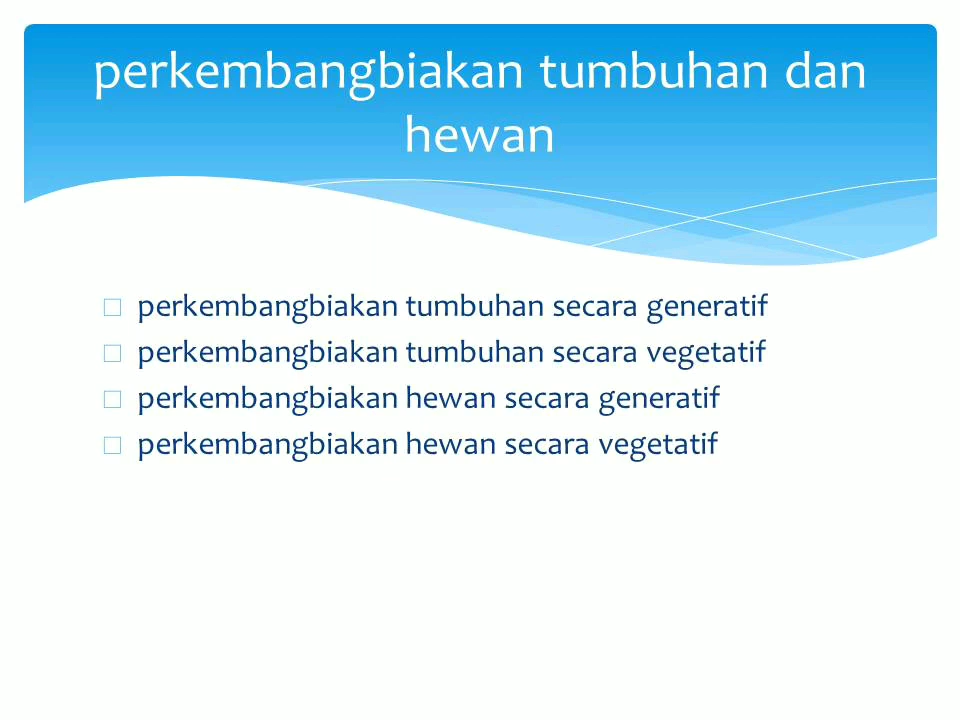 perkembangbiakan tumbuhan dan
hewan
perkembangbiakan tumbuhan secara generatif
perkembangbiakan tumbuhan secara vegetatif
perkembangbiakan hewan secara generatif
perkembangbiakan hewan secara vegetatif